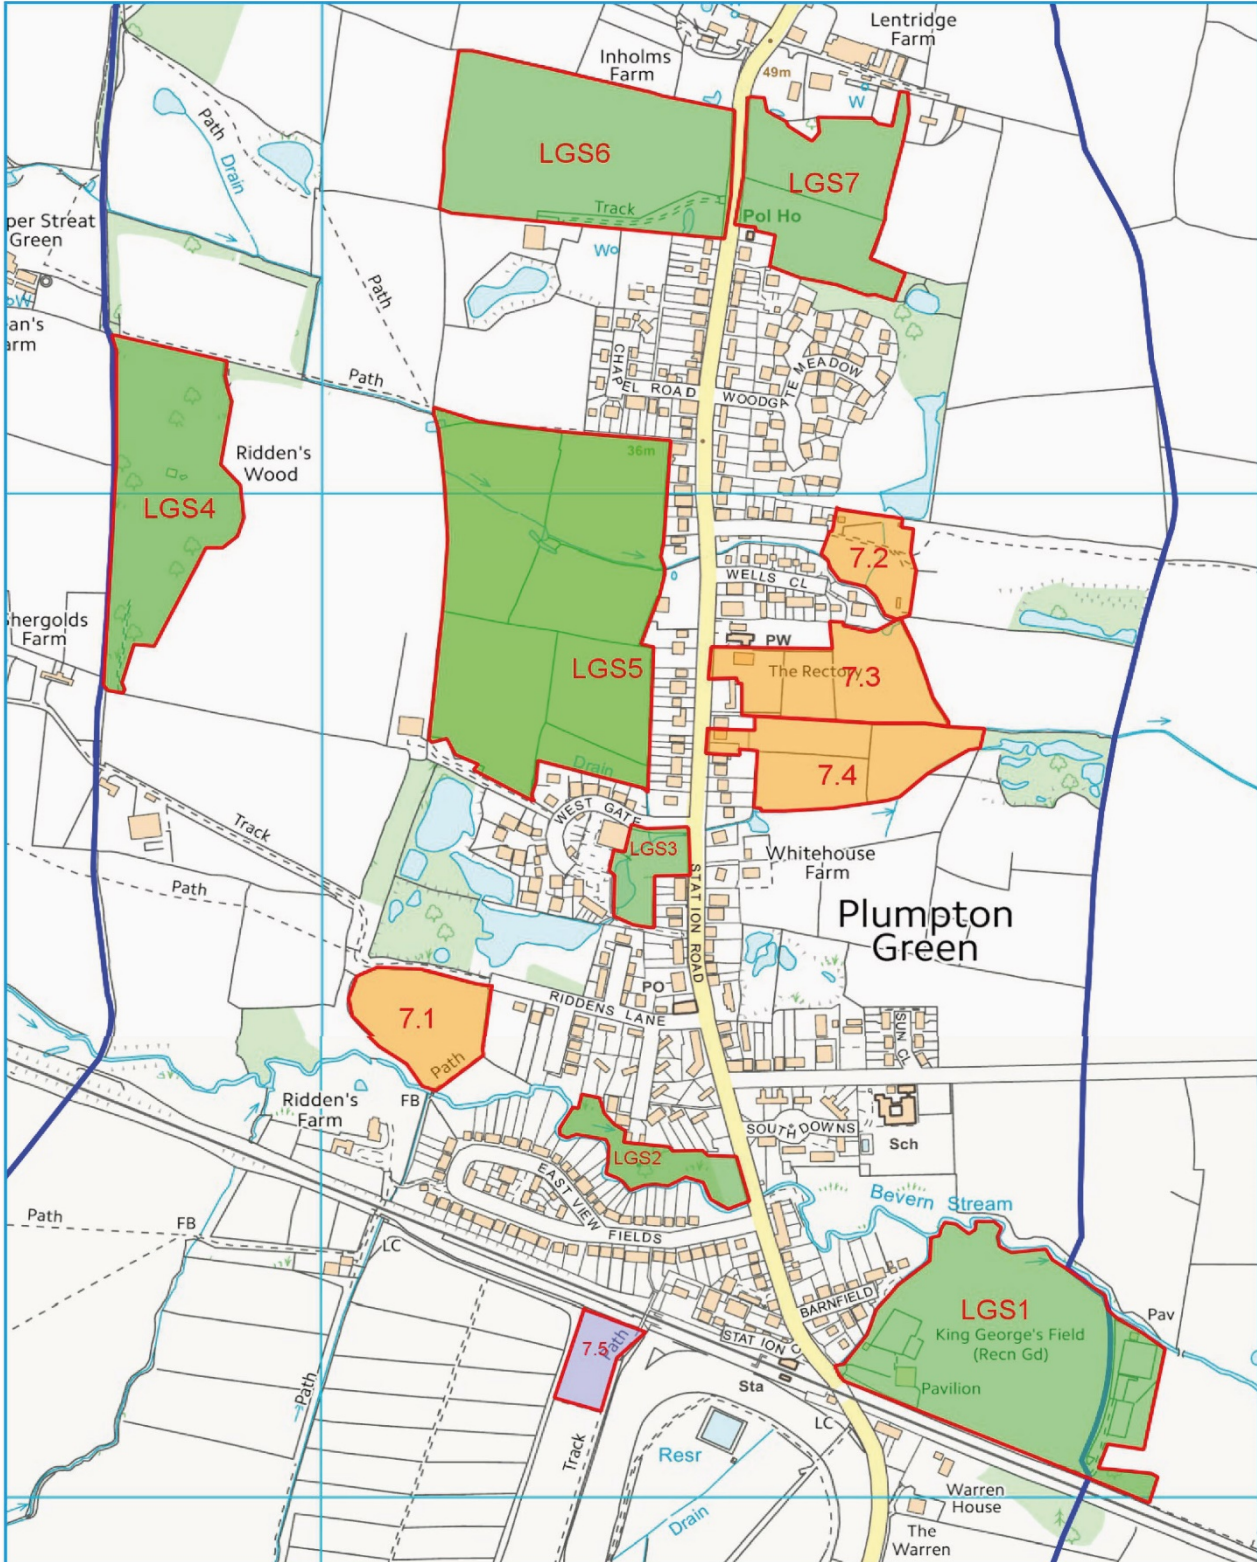 Lentridge
Farm
Inholms
Farm
49m
W
Path
Drain
LGS6
LGS7
Track
Pol Ho
per Streat
Green
W
W
an's
arm
Path
Path
CHAPEL ROAD
WOODGATE MEADOW
36m
Ridden's
Wood
LGS4
7.2
WELLS CL
Shergolds
Farm
PW
LGS5
The Rectory
7.3
Drain
7.4
WEST GATE
Track
LGS3
Whitehouse
Farm
Path
STATION ROAD
Plumpton
Green
PO
RIDDENS LANE
7.1
SUN CL
Path
Ridden's
Farm
FB
SOUTHDOWNS
Sch
LGS2
EAST VIEW
FIELDS
Bevern Stream
Path
FB
LC
BARNFIELD
LGS1
King George's Field
(Recn Gd)
Pav
STATION C
7.5
Path
Sta
Pavilion
Path
LC
Track
Resr
Drain
Warren
House
The
Warren